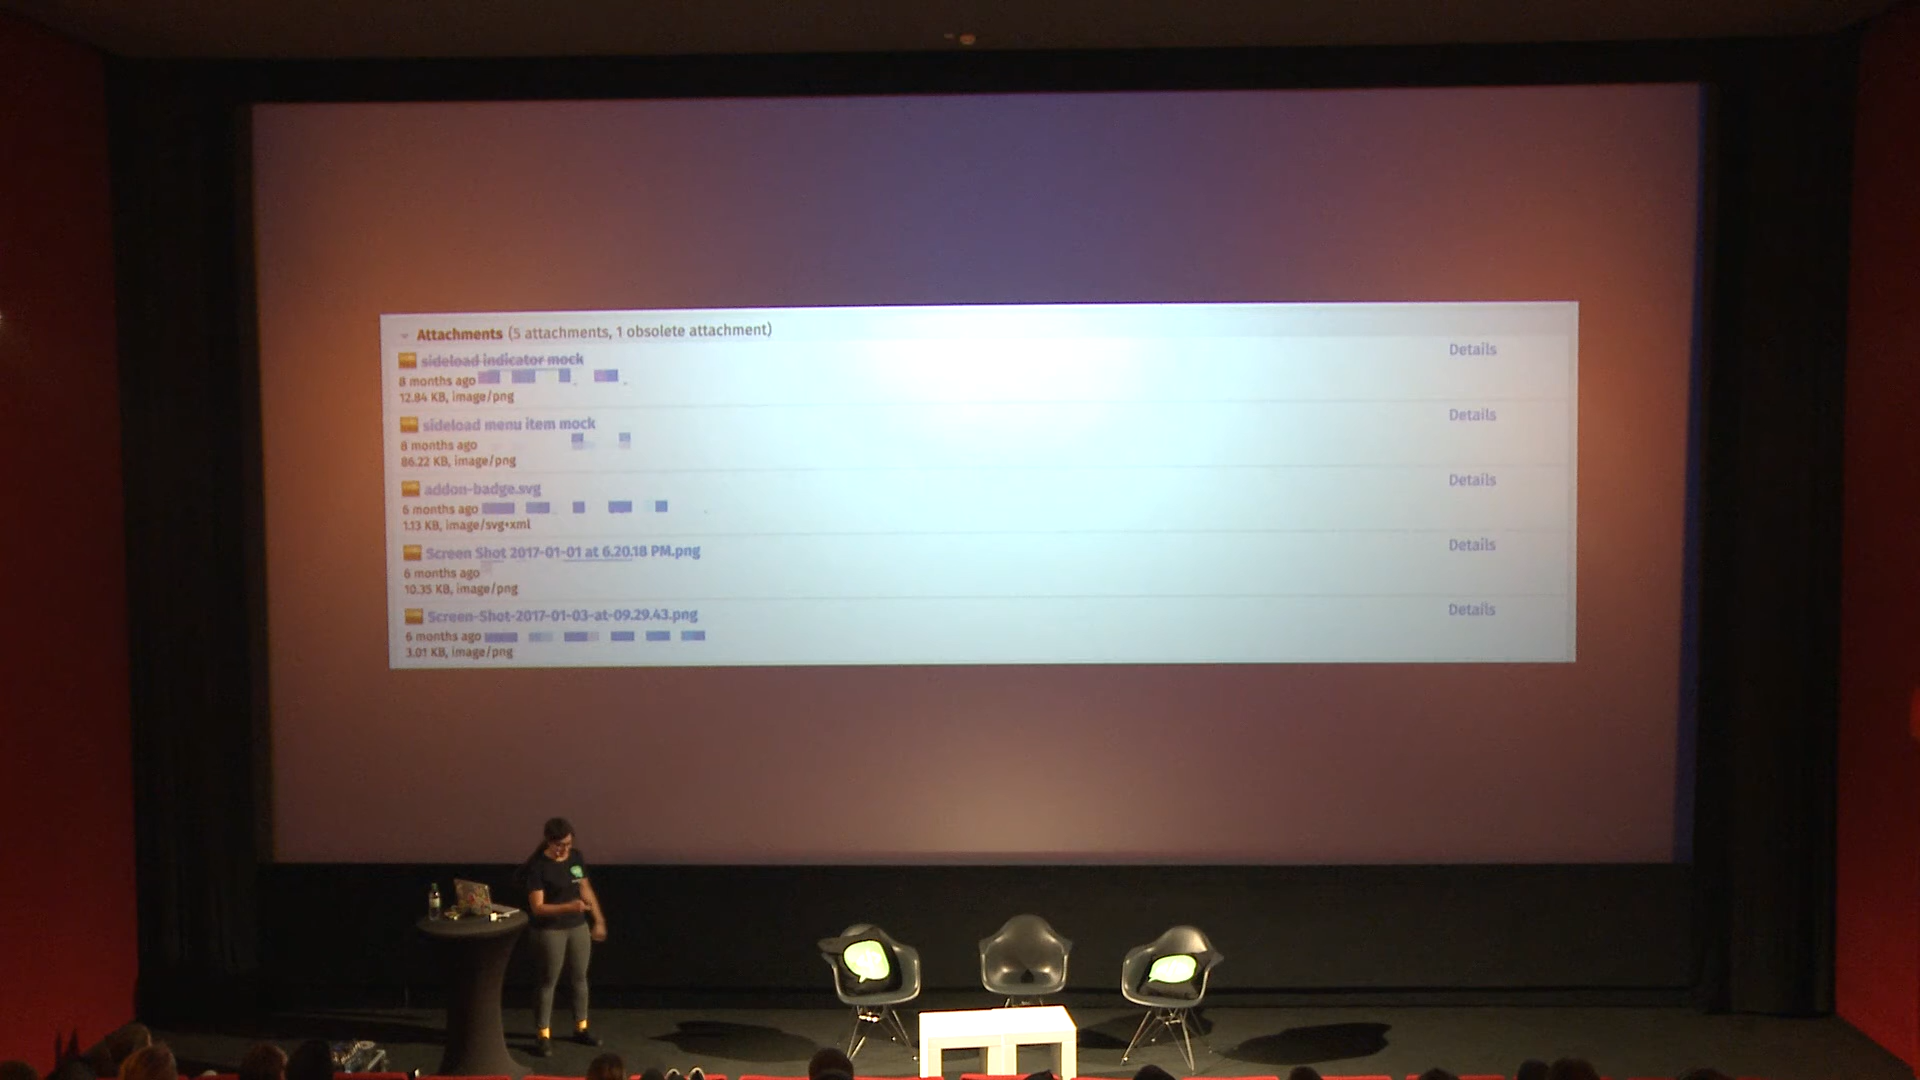 Attachments (5 attachments, 1 obsolete attachment)
sideload indicator mock
Details
8 months ago
12.84 KB, image/png
sideload menu item mock
Details
8 months ago
86.22 KB, image/png
addon-badge.svg
Details
6 months ago
1.13 KB, image/svg+xml
Screen Shot 2017-01-01 at 6.20.18 PM.png
Details
6 months ago
10.35 KB, image/png
Screen-Shot-2017-01-03-at-09.29.43.png
Details
6 months ago
3.01 KB, image/png